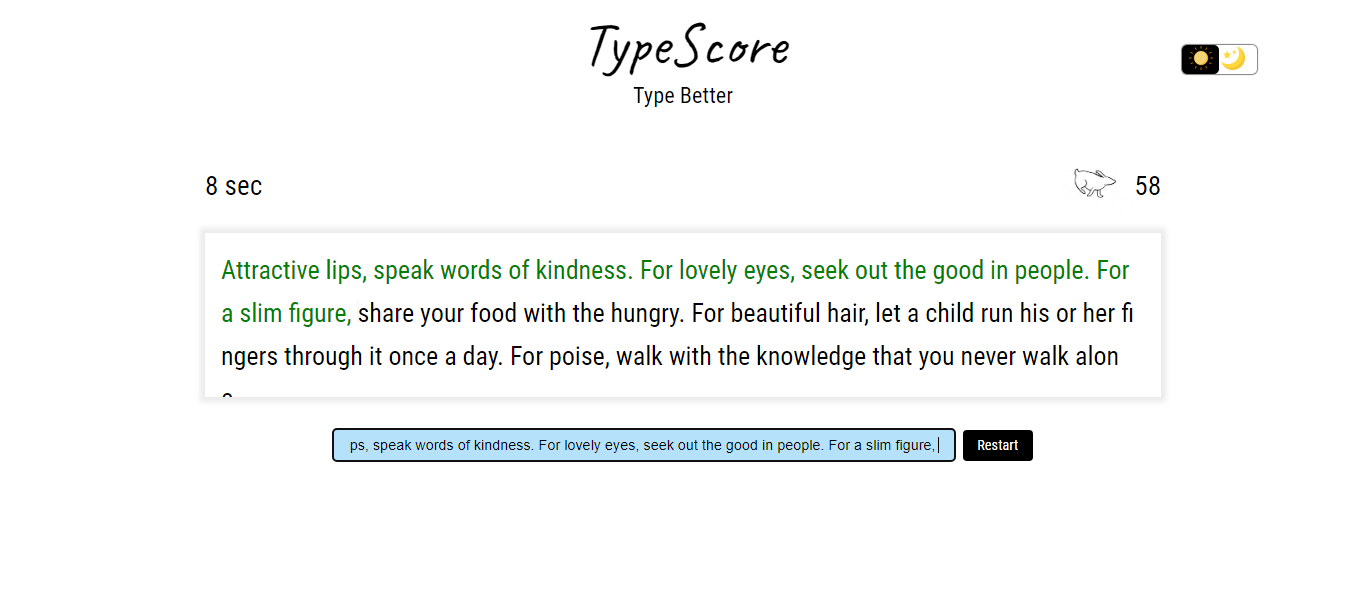 TypeScore
Type Better
8 sec
58
Attractive lips, speak words of kindness. For lovely eyes, seek out the good in people. For
a slim figure, share your food with the hungry. For beautiful hair, let a child run his or her fi
ngers through it once a day. For poise, walk with the knowledge that you never walk alon
ps, speak words of kindness. For lovely eyes, seek out the good in people. For a slim figure,
Restart